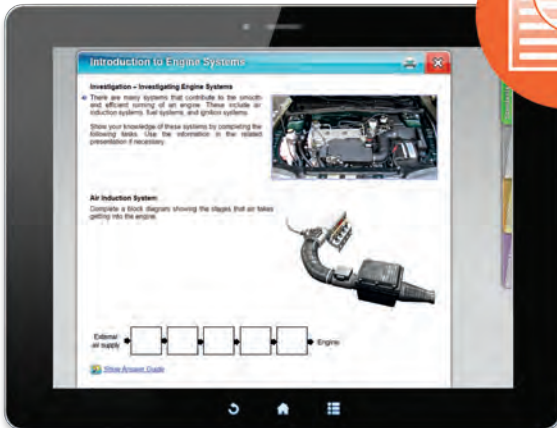 Introduction to Engine Systems
Investigation – Investigating Engine Systems
There are many systems that contribute to the smooth
and efficient running of an engine. These include air
induction systems, fuel systems, and ignition systems.
Show your knowledge of these systems by completing the
following tasks. Use the information in the related
presentation if necessary.
Air Induction System:
Complete a block diagram showing the stages that air takes
getting into the engine.
External
air supply
Engine
Show Answer Guide